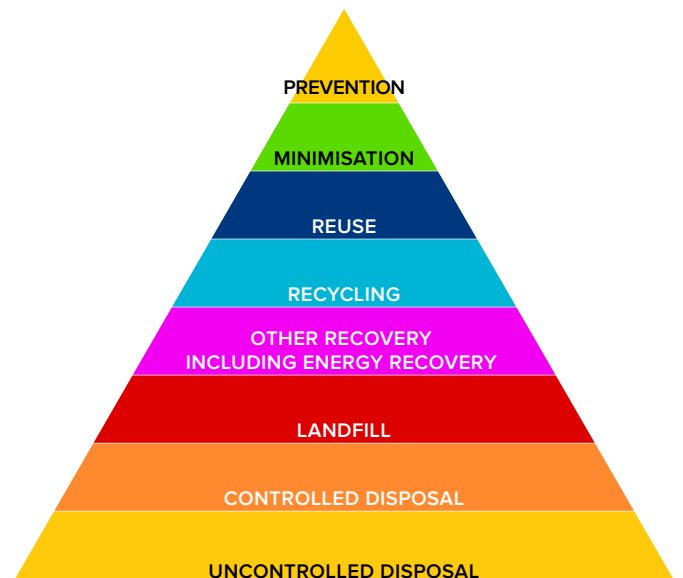 PREVENTION
MINIMISATION
REUSE
RECYCLING
OTHER RECOVERY
INCLUDING ENERGY RECOVERY
LANDFILL
CONTROLLED DISPOSAL
UNCONTROLLED DISPOSAL